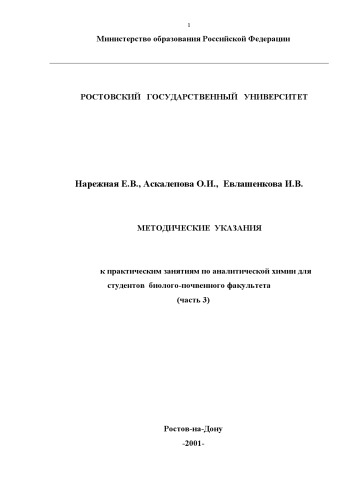 1
Министерство образования Российской Федерации
РОСТОВСКИЙ ГОСУДАРСТВЕННЫЙ УНИВЕРСИТЕТ
Нарежная Е.В., Аскалепова О.И., Евлашенкова И.В.
МЕТОДИЧЕСКИЕ УКАЗАНИЯ
к практическим занятиям по аналитической химии для
студентов биолого-почвенного факультета
(часть 3)
Ростов-на-Дону
-2001-